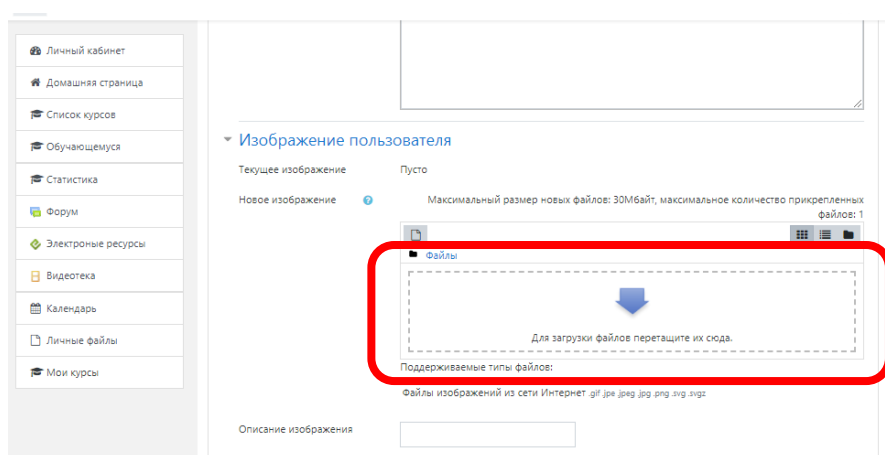 Личный кабинет
Домашняя страница
Список курсов
Обучающемуся
Статистика
Форум
Электроные ресурсы
Видеотека
Календарь
Личные файлы
Мои курсы
Изображение пользователя
Текущее изображение Пусто
Новое изображение Максимальный размер новых файлов: 30Мбайт, максимальное количество прикрепленных
файлов: 1
Файлы
Для загрузки файлов перетащите их сюда.
Поддерживаемые типы файлов:
Файлы изображений из сети Интернет .gif .jpe .jpeg .jpg .png .svg .svgz
Описание изображения